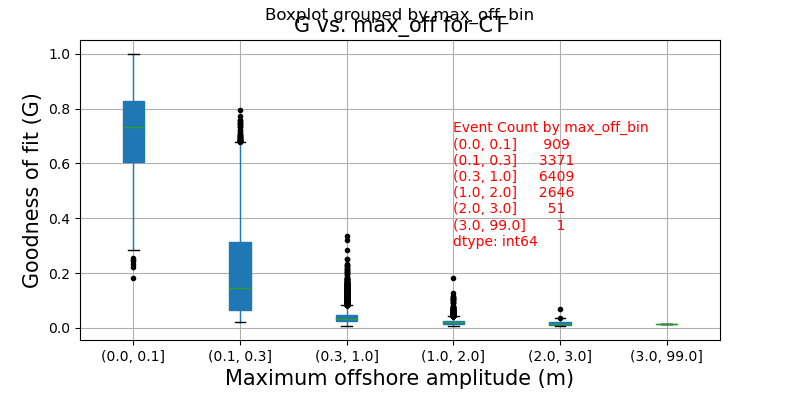 Boxplot grouped by max_off_bin
G vs. max_off for CT
Goodness of fit (G)
1.0
0.8
0.6
0.4
0.2
0.0
Event Count by max_off_bin
(0.0, 0.1] 909
(0.1, 0.3] 3371
(0.3, 1.0] 6409
(1.0, 2.0] 2646
(2.0, 3.0] 51
(3.0, 99.0] 1
dtype: int64
(0.0, 0.1] (0.1, 0.3] (0.3, 1.0] (1.0, 2.0] (2.0, 3.0] (3.0, 99.0]
Maximum offshore amplitude (m)